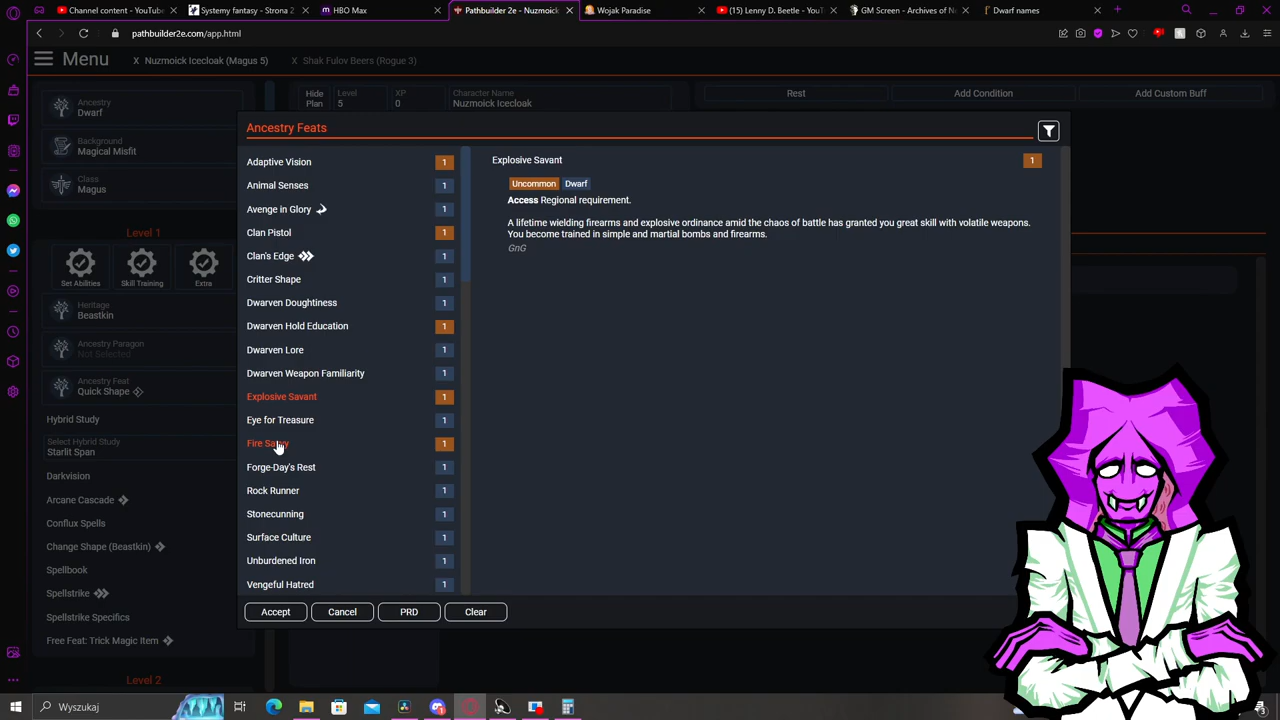 Channel content - YouTube
Systemy fantasy - Strona 2
HBO Max
Pathbuilder 2e - Nuzmoick
Wojak Paradise
(15) Lenny D. Beetle - YouT
GM Screen - Archives of N
Dwarf names
pathbuilder2e.com/app.html
Menu
X Nuzmoick Icecloak (Magus 5)
X Shak Fulov Beers (Rogue 3)
Ancestry
Dwarf
Background
Magical Misfit
Class
Magus
Hide
Plan
Level
5
XP
0
Character Name
Nuzmoick Icecloak
Rest
Add Condition
Add Custom Buff
Level 1
Set Abilities
Skill Training
Extra
Heritage
Beastkin
Ancestry Paragon
Not Selected
Ancestry Feat
Quick Shape
Hybrid Study
Select Hybrid Study
Starlit Span
Darkvision
Arcane Cascade
Conflux Spells
Change Shape (Beastkin)
Spellbook
Spellstrike
Spellstrike Specifics
Free Feat: Trick Magic Item
Level 2
Ancestry Feats
Adaptive Vision 1
Animal Senses 1
Avenge in Glory 1
Clan Pistol 1
Clan's Edge 1
Critter Shape 1
Dwarven Doughtiness 1
Dwarven Hold Education 1
Dwarven Lore 1
Dwarven Weapon Familiarity 1
Explosive Savant 1
Eye for Treasure 1
Fire Savvy 1
Forge-Day's Rest 1
Rock Runner 1
Stonecunning 1
Surface Culture 1
Unburdened Iron 1
Vengeful Hatred 1
Explosive Savant 1
Uncommon Dwarf
Access Regional requirement.
A lifetime wielding firearms and explosive ordinance amid the chaos of battle has granted you great skill with volatile weapons.
You become trained in simple and martial bombs and firearms.
GnG
Accept
Cancel
PRD
Clear
Wyszukaj